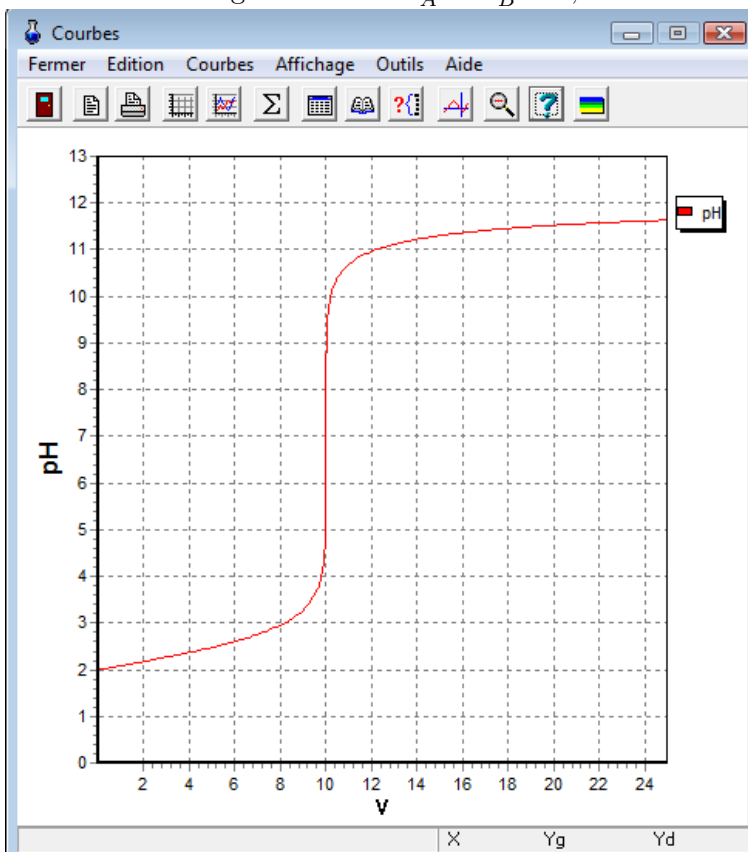 A B
Courbes
Fermer Edition Courbes Affichage Outils Aide
Σ ?{
13
12
11
10
9
8
7
6
5
4
3
2
1
0
pH
pH
2 4 6 8 10 12 14 16 18 20 22 24
V
X Yg Yd